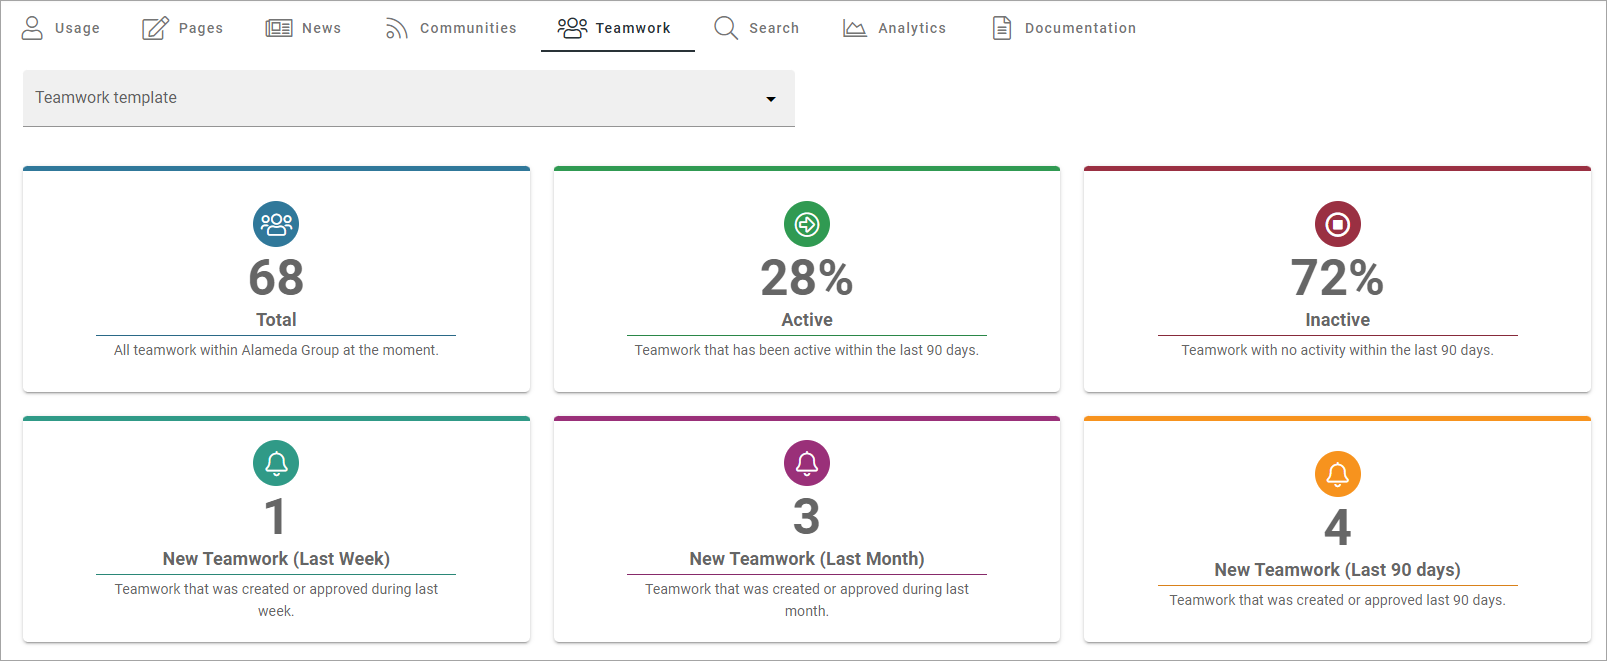 Usage Pages News Communities Teamwork Search Analytics Documentation
Teamwork template
68
Total
All teamwork within Alameda Group at the moment.
28%
Active
Teamwork that has been active within the last 90 days.
72%
Inactive
Teamwork with no activity within the last 90 days.
1
New Teamwork (Last Week)
Teamwork that was created or approved during last
week.
3
New Teamwork (Last Month)
Teamwork that was created or approved during last
month.
4
New Teamwork (Last 90 days)
Teamwork that was created or approved last 90 days.